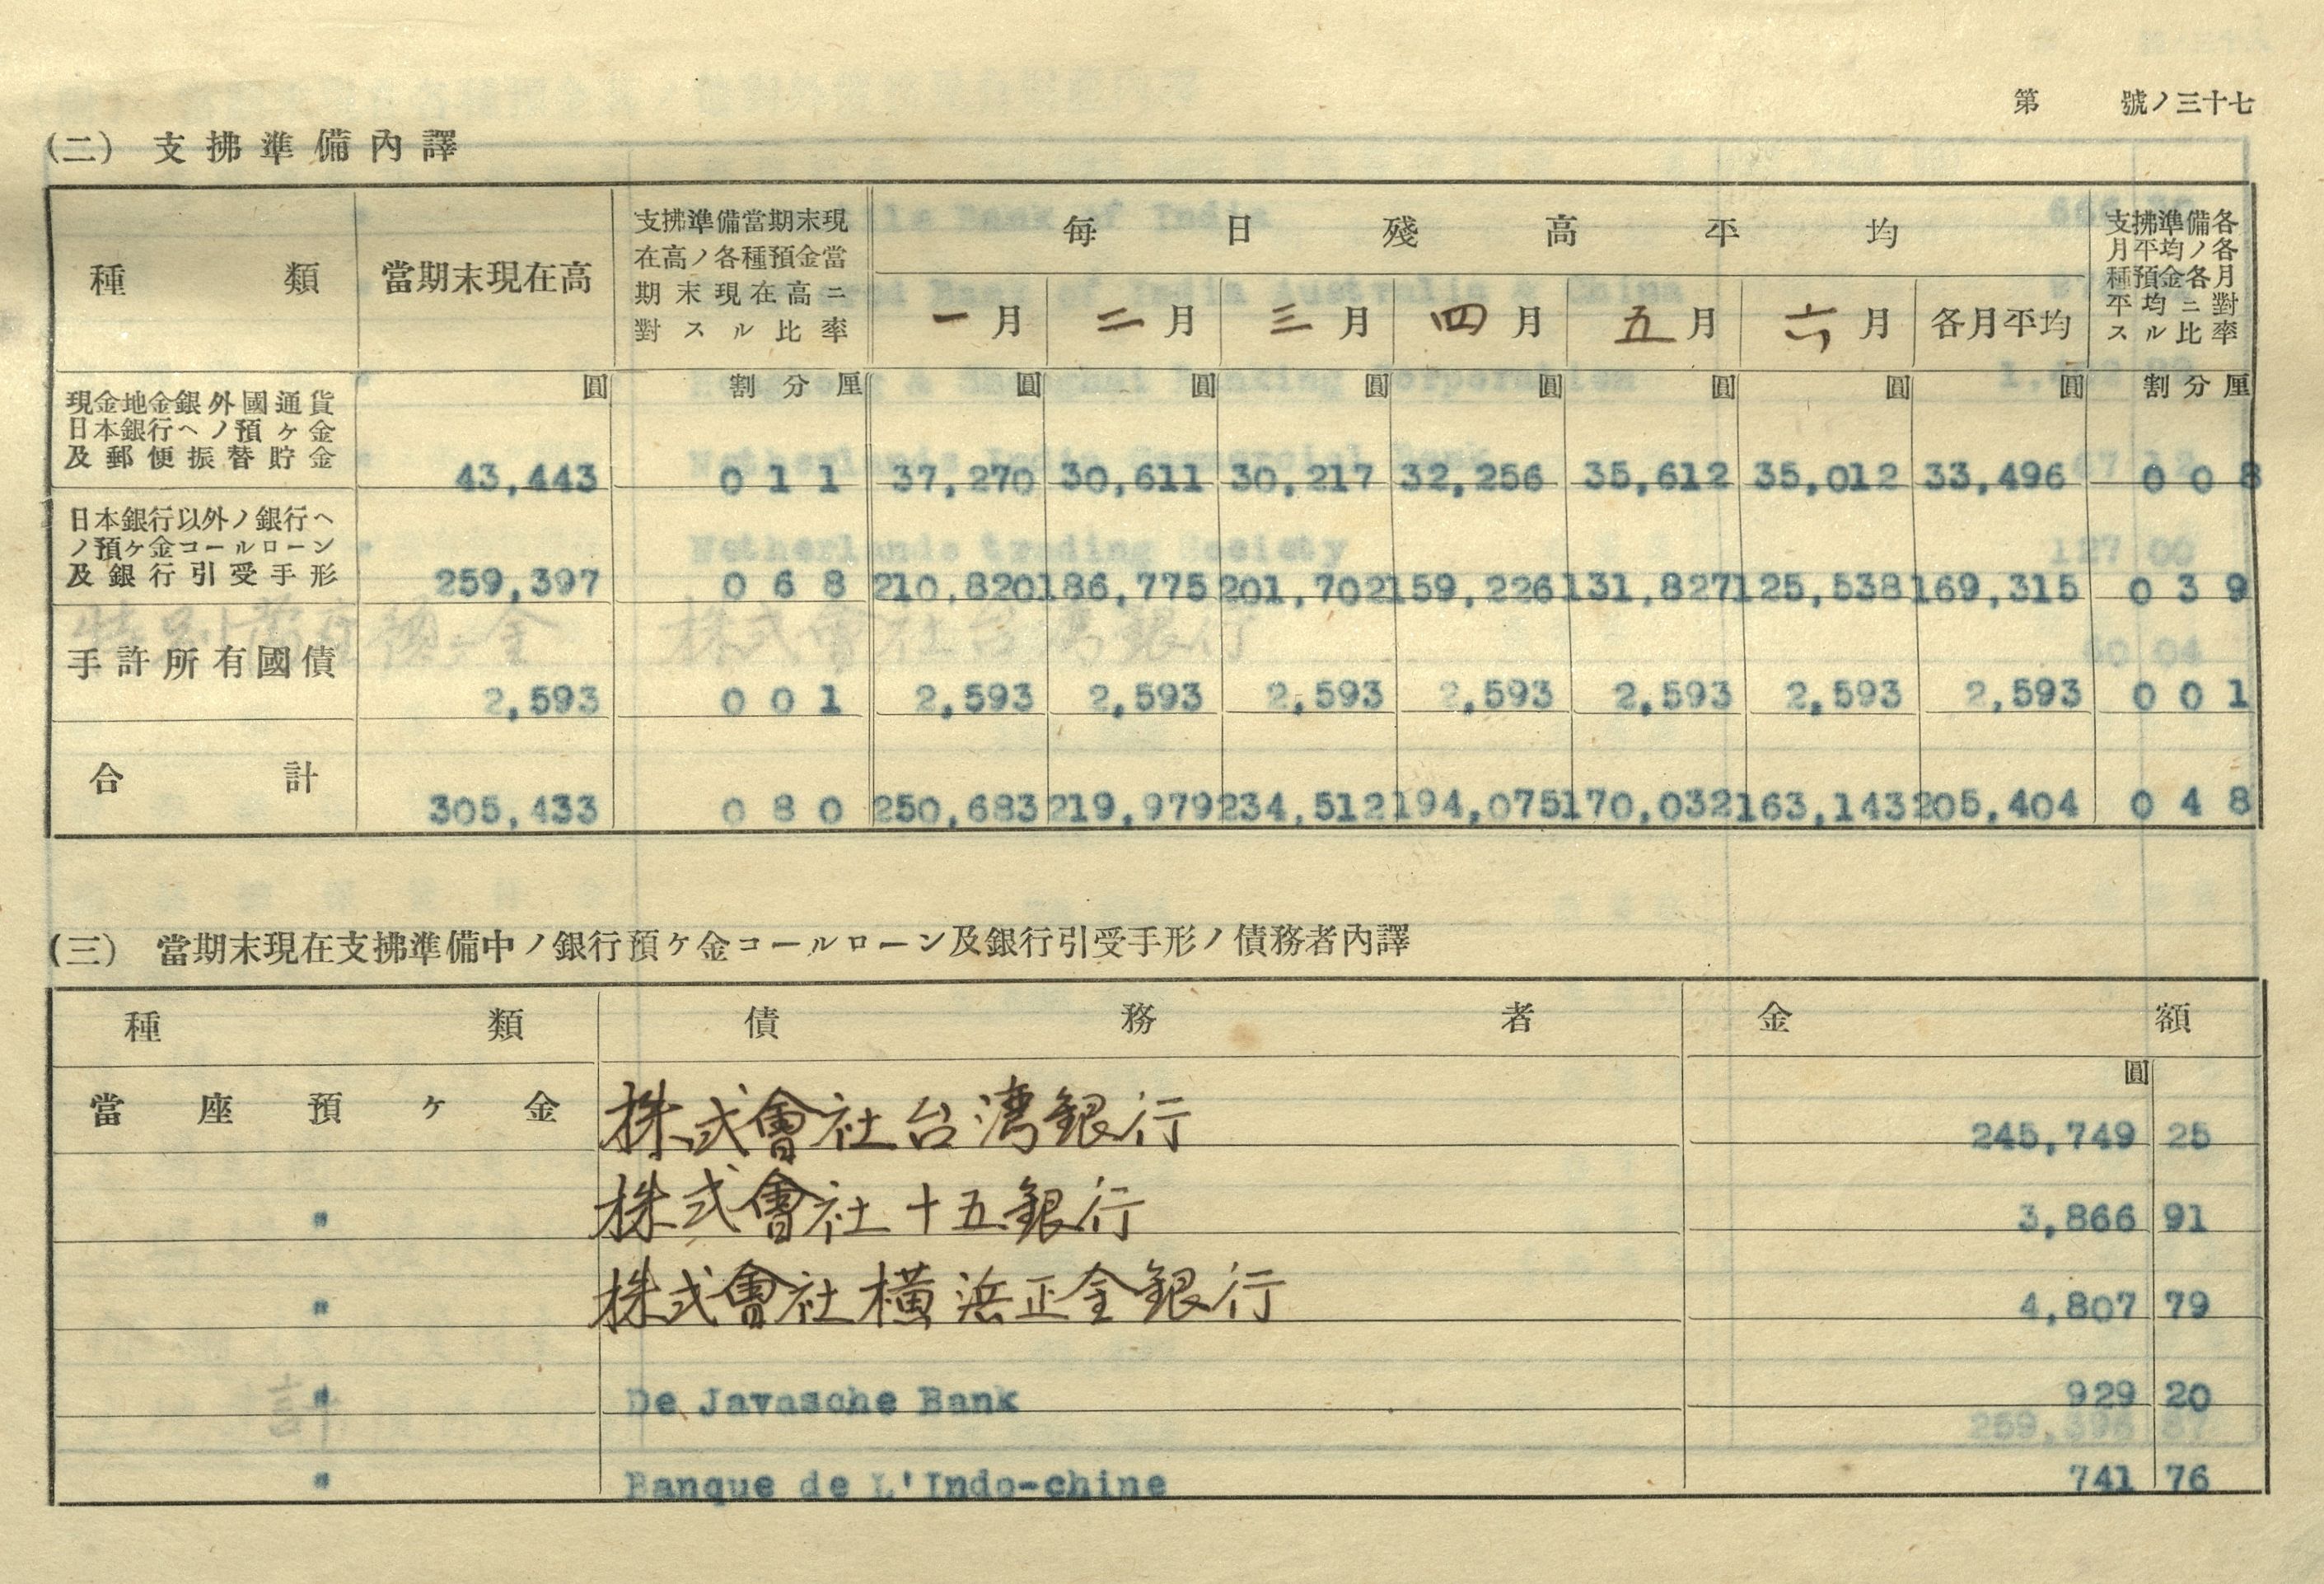 第 號ノ三十七
(二) 支拂準備內譯
種類 當期末現在高 支拂準備當期末現在高ノ各種預金當期末現在高ニ對スル比率 每日殘高平均 支拂準備各月平均ノ各種預金各月平均ニ對スル比率
一月 二月 三月 四月 五月 六月 各月平均
圓 割分厘 圓 圓 圓 圓 圓 圓 圓 割分厘
現金地金銀外國通貨
日本銀行ヘノ預ケ金
及郵便振替貯金 43,443 0 1 1 37,270 30,611 30,217 32,256 35,612 35,012 33,496 0 0 8
日本銀行以外ノ銀行ヘ
ノ預ケ金コールローン
及銀行引受手形 259,397 0 6 8 210,820 186,775 201,702 159,226 131,827 125,538 169,315 0 3 9
手許所有國債 2,593 0 0 1 2,593 2,593 2,593 2,593 2,593 2,593 2,593 0 0 1
合計 305,433 0 8 0 250,683 219,979 234,512 194,075 170,032 163,143 205,404 0 4 8
(三) 當期末現在支拂準備中ノ銀行預ケ金コールローン及銀行引受手形ノ債務者內譯
種類 債務者 金額
圓
當座預ケ金 株式會社台湾銀行 245,749 25
〃 株式會社十五銀行 3,866 91
〃 株式會社橫浜正金銀行 4,807 79
〃 De Javasche Bank 929 20
〃 Banque de L'Indo-chine 741 76